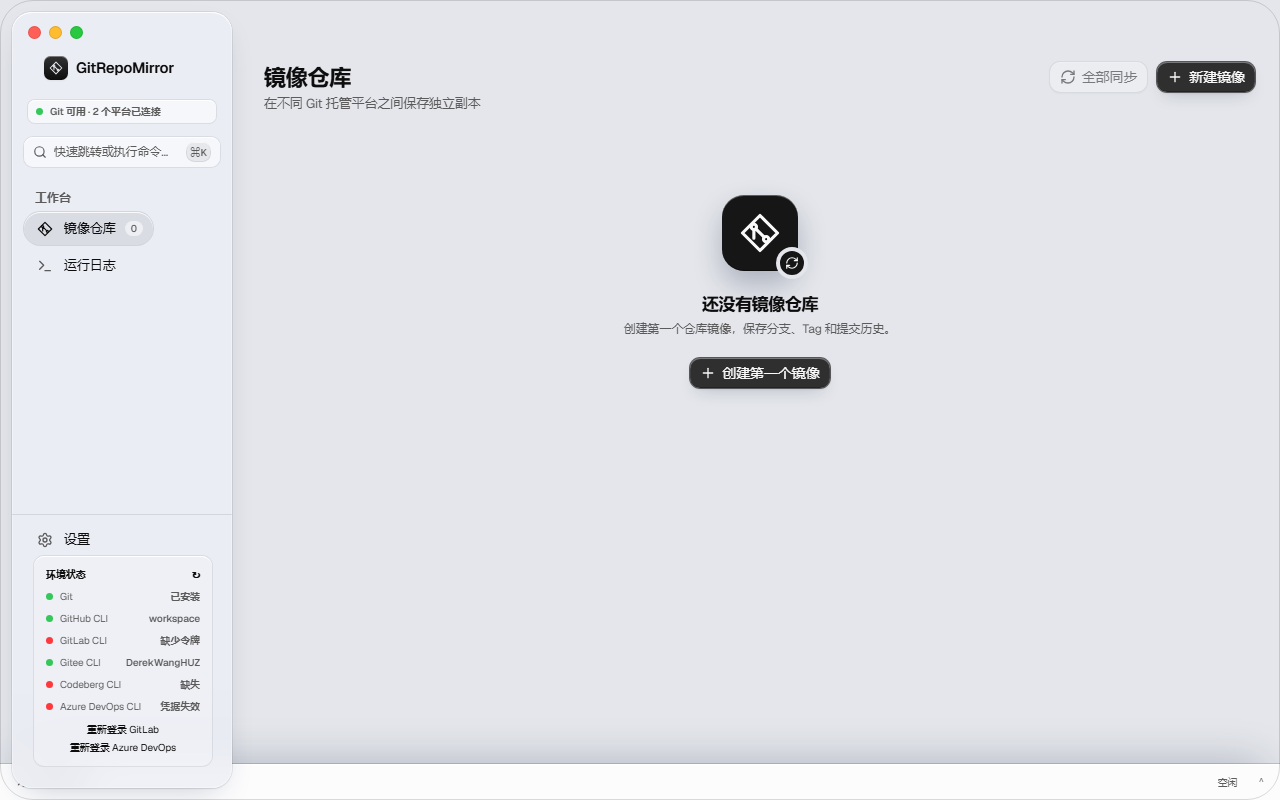 GitRepoMirror
Git 可用 · 2 个平台已连接
快速跳转或执行命令... ⌘K
工作台
镜像仓库 0
运行日志
设置
环境状态 ↻
Git 已安装
GitHub CLI workspace
GitLab CLI 缺少令牌
Gitee CLI DerekWangHUZ
Codeberg CLI 缺失
Azure DevOps CLI 凭据失效
重新登录 GitLab
重新登录 Azure DevOps
镜像仓库
在不同 Git 托管平台之间保存独立副本
全部同步
新建镜像
还没有镜像仓库
创建第一个仓库镜像，保存分支、Tag 和提交历史。
创建第一个镜像
空闲 ^